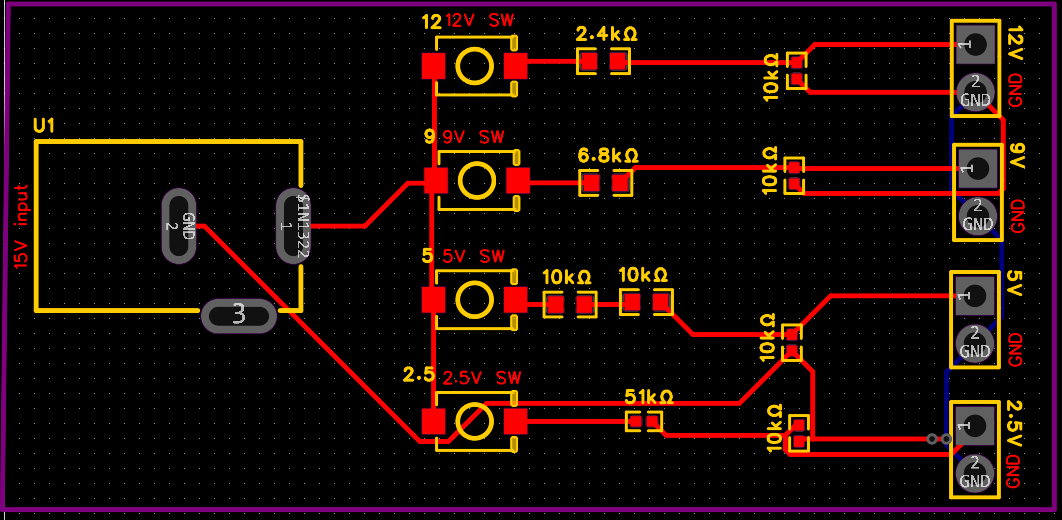 12 12V SW
2.4kΩ
10kΩ
1
12V
2
GND
GND
U1
15V input
GND
2
1
$1N1322
3
9 9V SW
6.8kΩ
10kΩ
1
9V
2
GND
GND
5 5V SW
10kΩ
10kΩ
10kΩ
1
5V
2
GND
GND
2.5 2.5V SW
51kΩ
10kΩ
1
2.5V
2
GND
GND